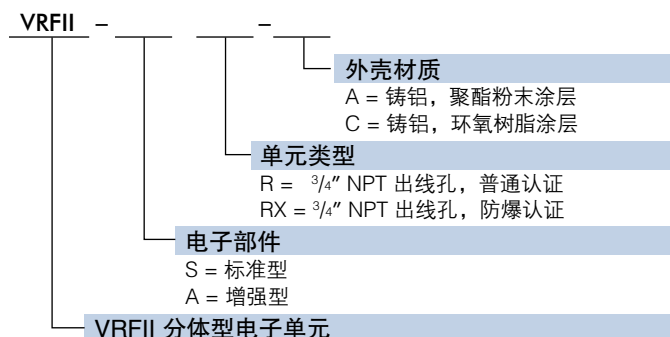 VRFII – –
外壳材质
A = 铸铝，聚酯粉末涂层
C = 铸铝，环氧树脂涂层
单元类型
R = 3/4″ NPT 出线孔，普通认证
RX = 3/4″ NPT 出线孔，防爆认证
电子部件
S = 标准型
A = 增强型
VRFII 分体型电子单元